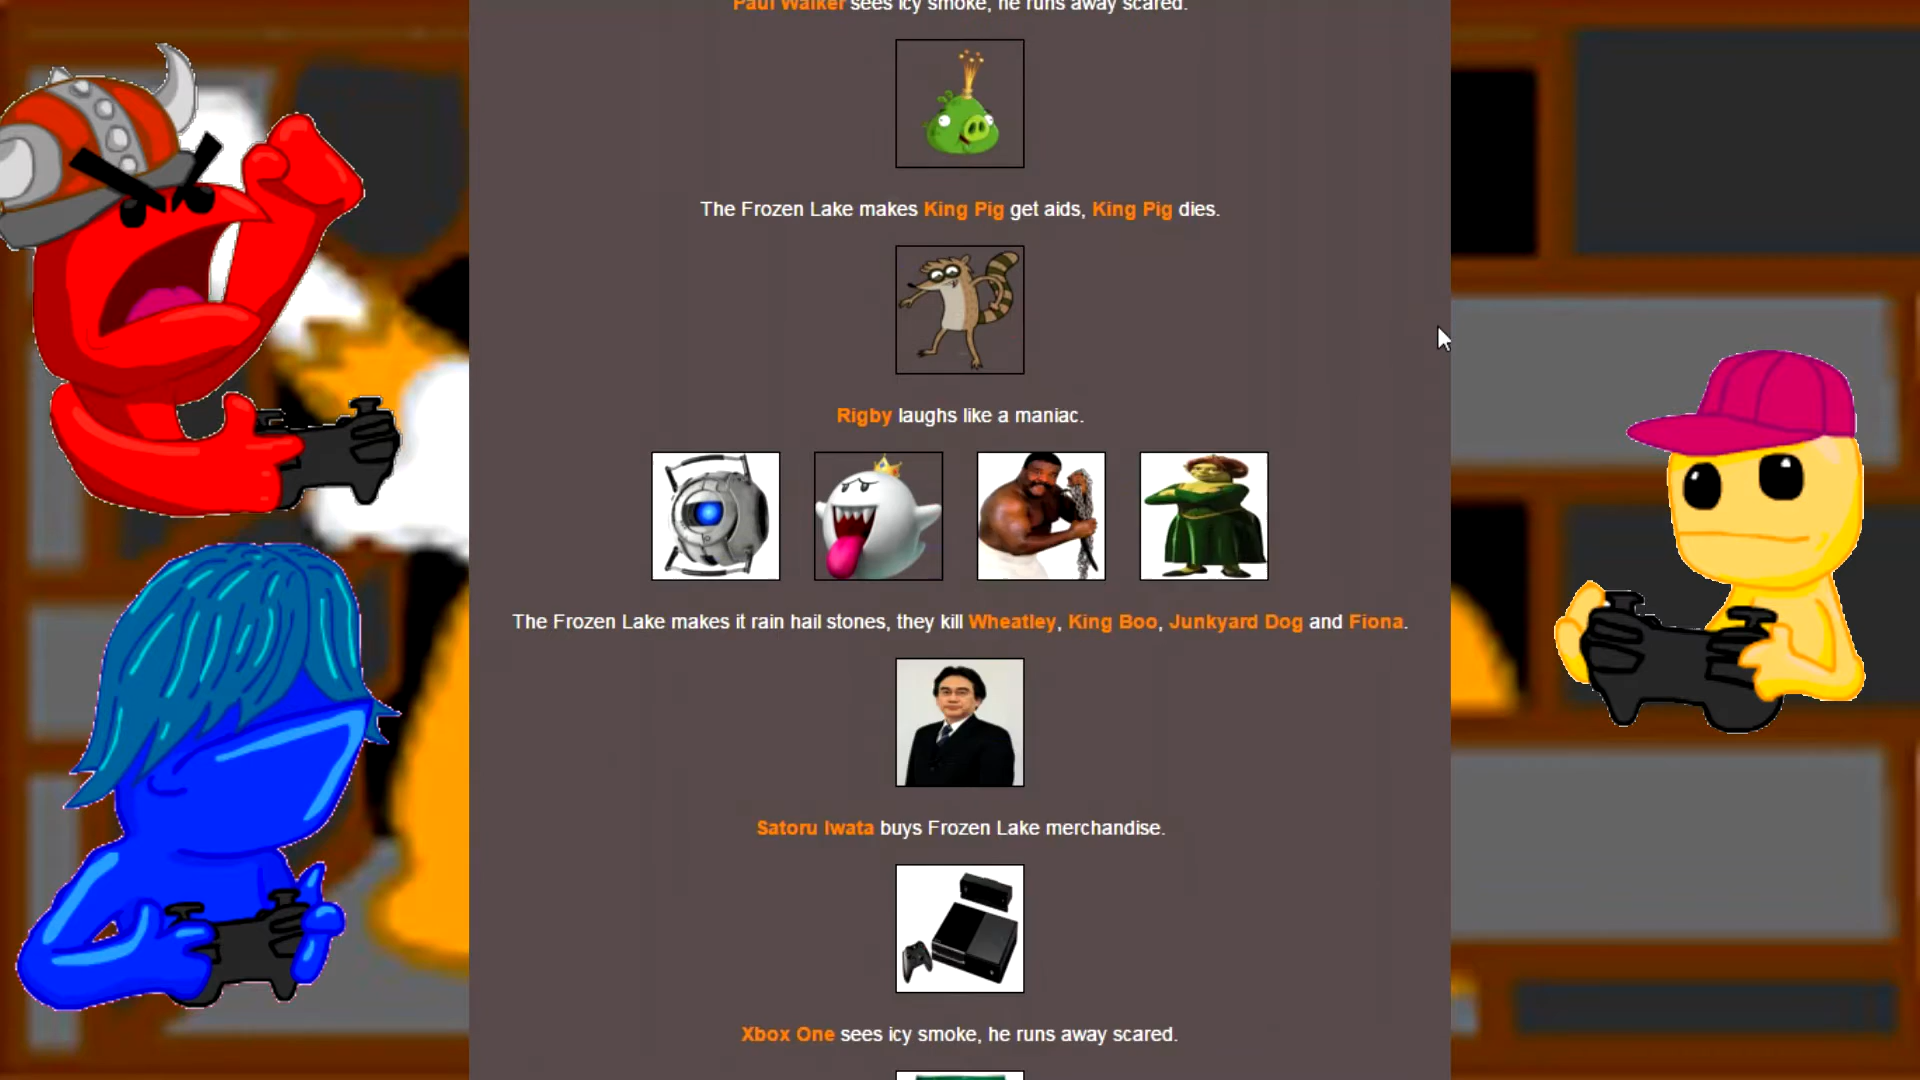 Paul Walker sees icy smoke, he runs away scared.
The Frozen Lake makes King Pig get aids, King Pig dies.
Rigby laughs like a maniac.
The Frozen Lake makes it rain hail stones, they kill Wheatley, King Boo, Junkyard Dog and Fiona.
Satoru Iwata buys Frozen Lake merchandise.
Xbox One sees icy smoke, he runs away scared.